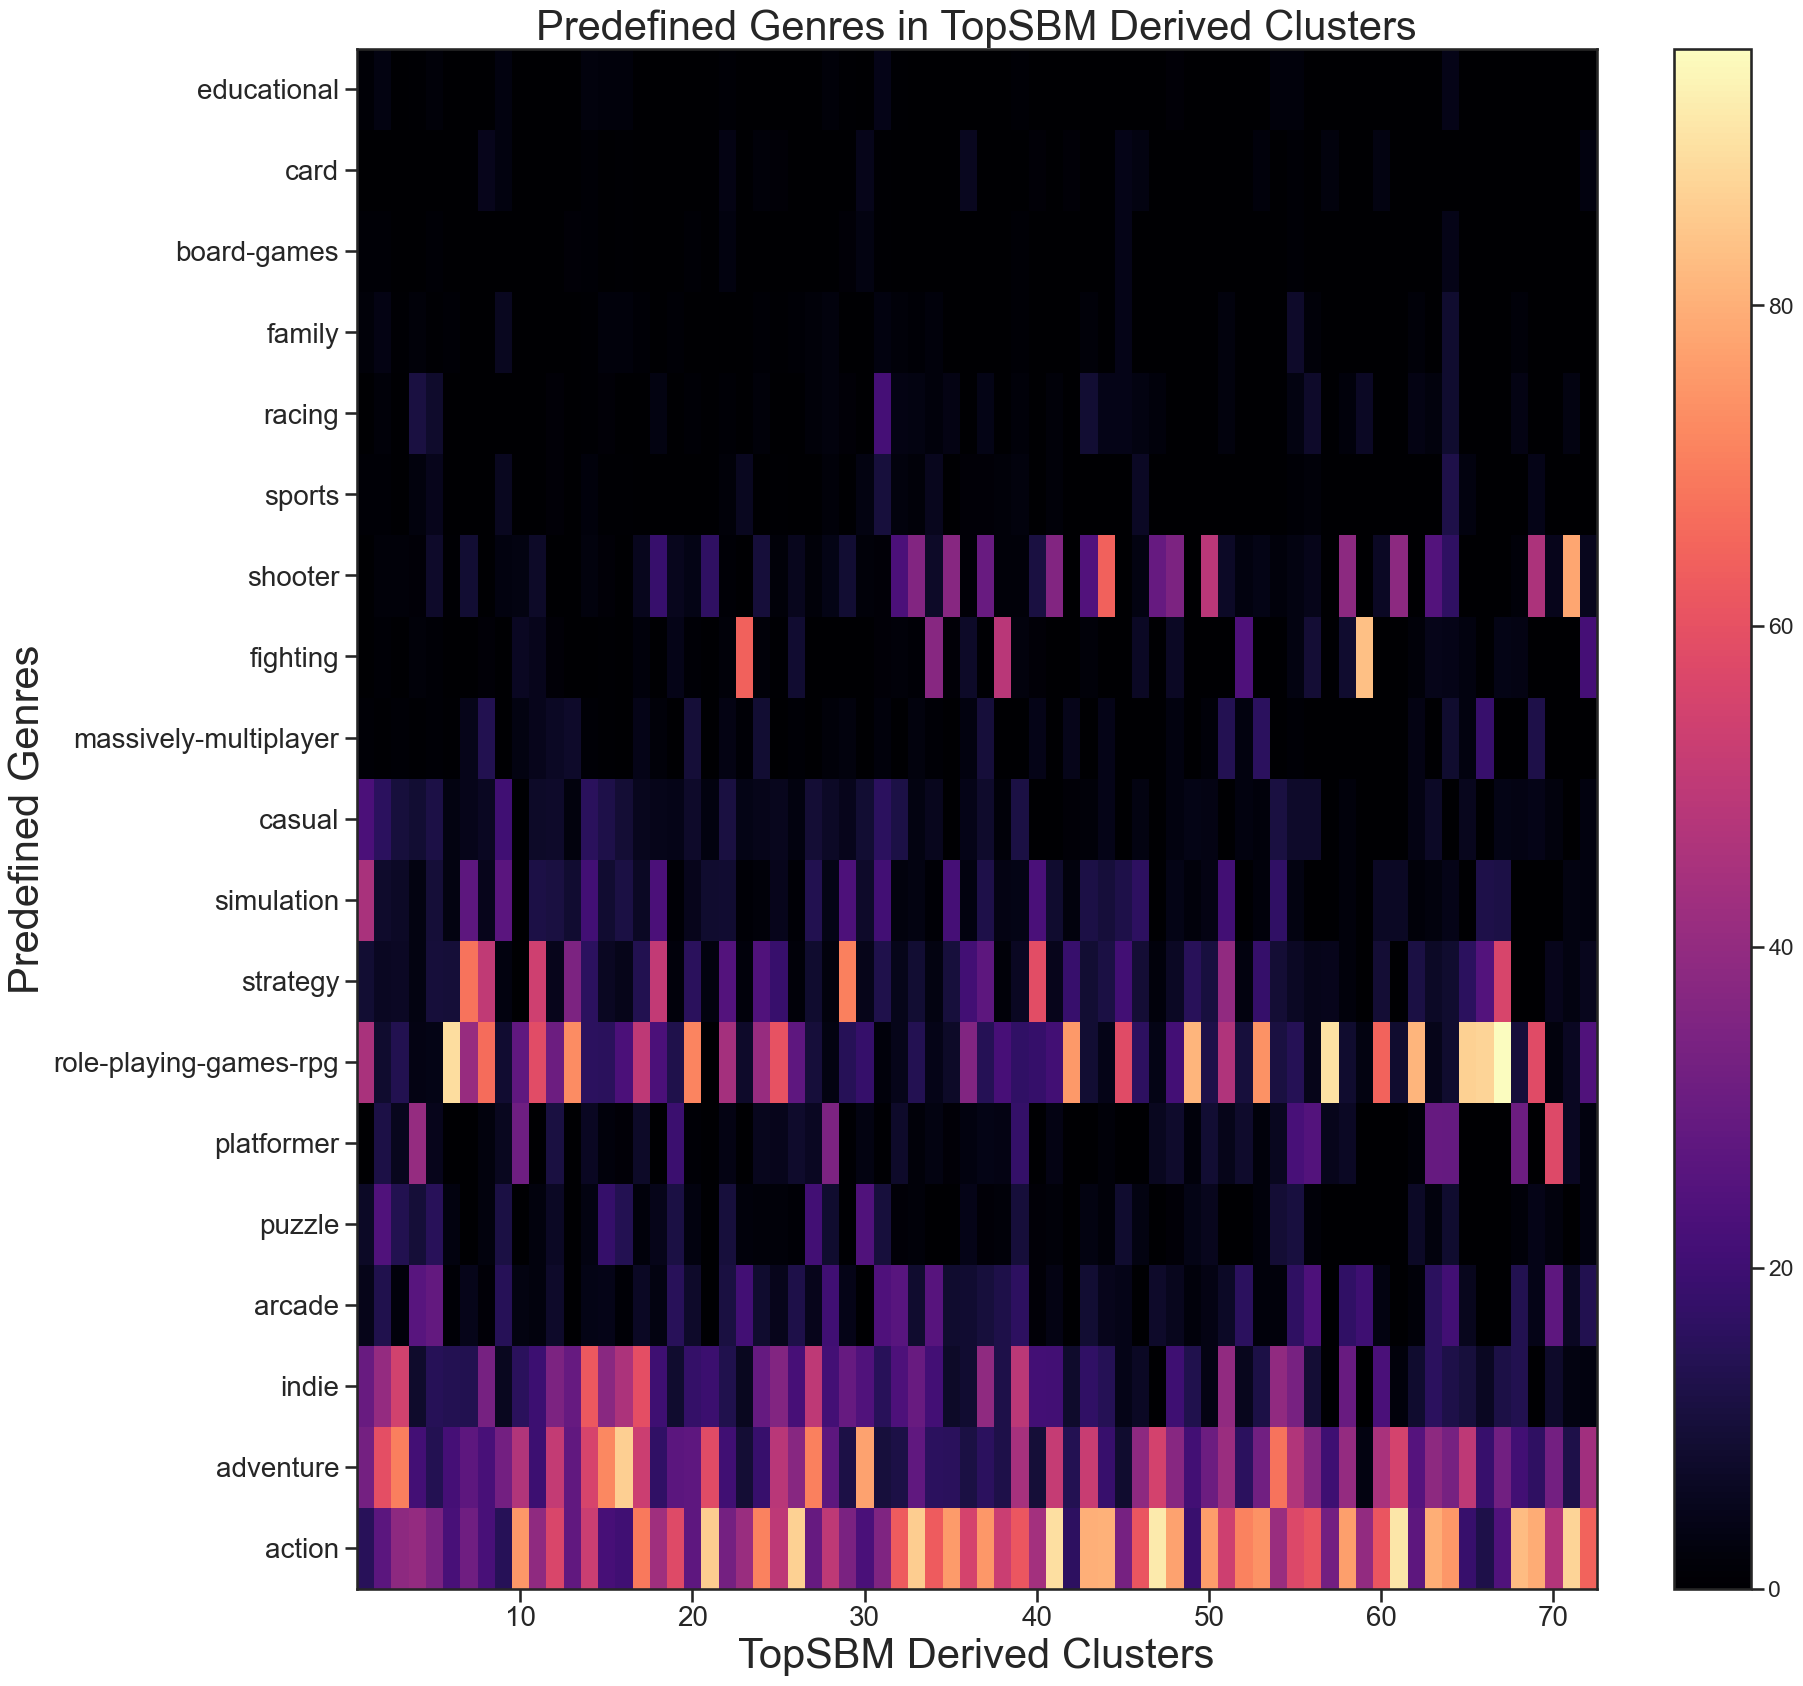 Predefined Genres in TopSBM Derived Clusters
Predefined Genres
educational
card
board-games
family
racing
sports
shooter
fighting
massively-multiplayer
casual
simulation
strategy
role-playing-games-rpg
platformer
puzzle
arcade
indie
adventure
action
10 20 30 40 50 60 70
TopSBM Derived Clusters
80
60
40
20
0